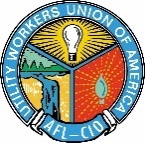 UTILITY WORKERS UNION OF AMERICA
AFL-CIO